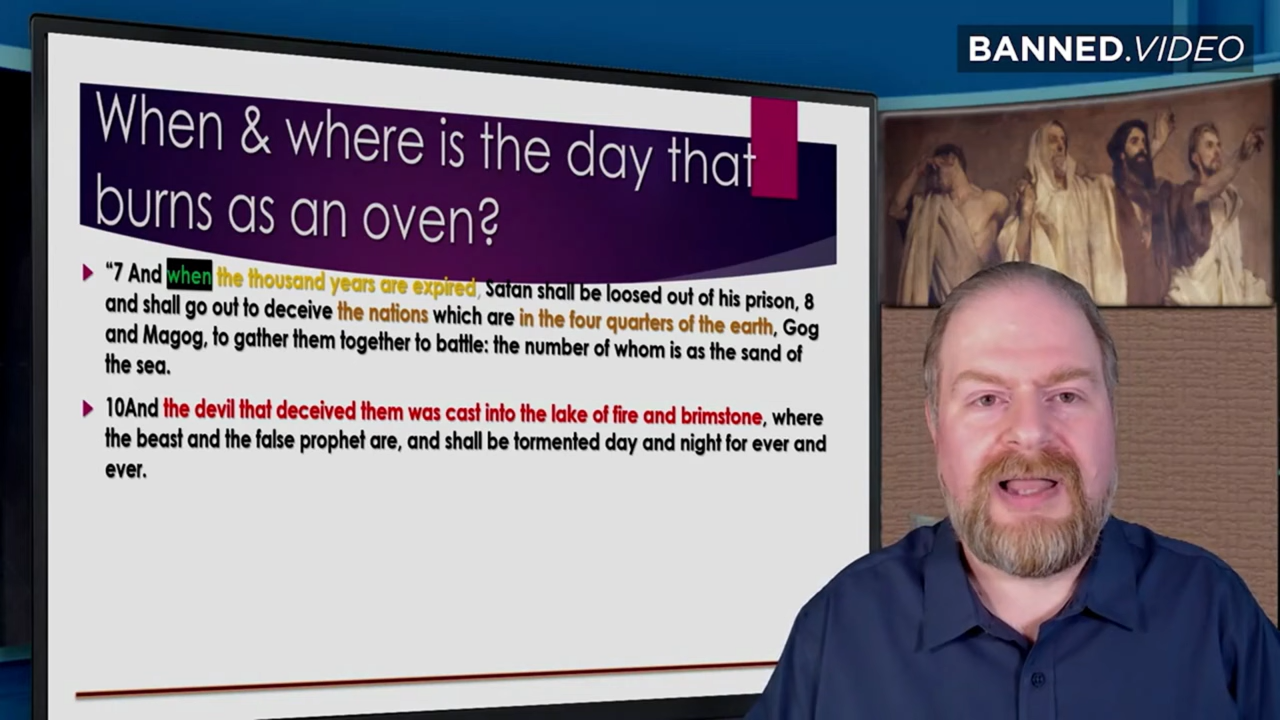 BANNED.VIDEO
When & where is the day that
burns as an oven?
“7 And when the thousand years are expired, Satan shall be loosed out of his prison, 8
and shall go out to deceive the nations which are in the four quarters of the earth, Gog
and Magog, to gather them together to battle: the number of whom is as the sand of
the sea.
10And the devil that deceived them was cast into the lake of fire and brimstone, where
the beast and the false prophet are, and shall be tormented day and night for ever and
ever.